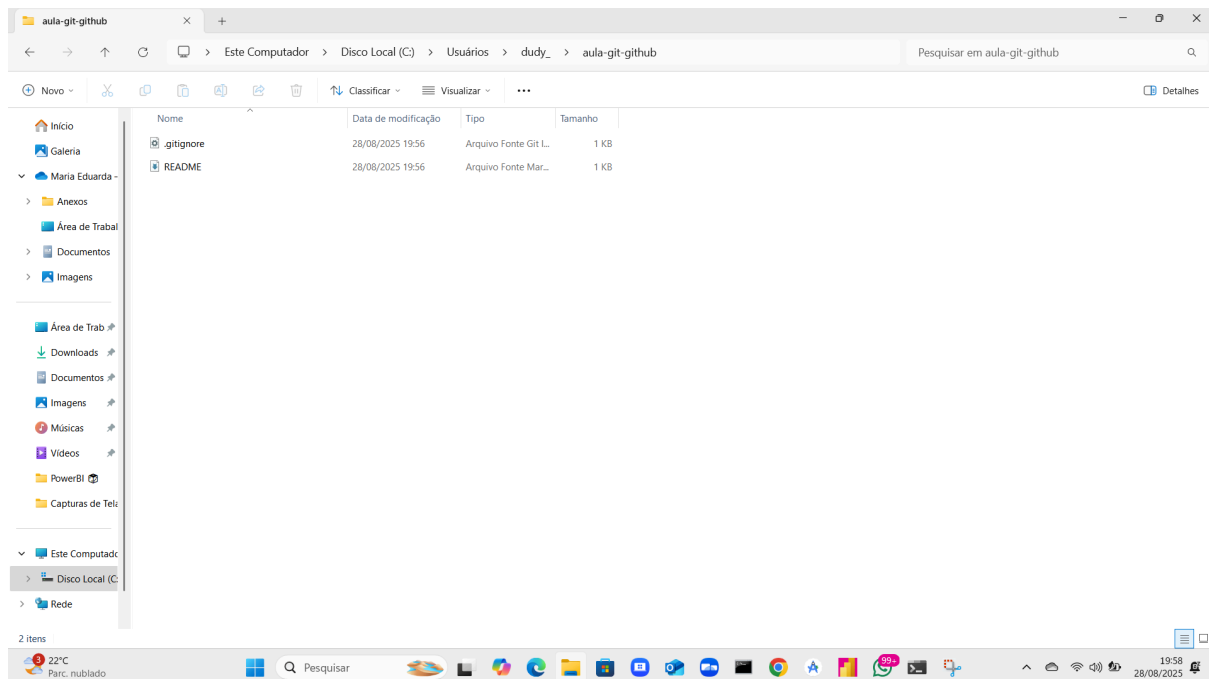 aula-git-github
Este Computador > Disco Local (C:) > Usuários > dudy_ > aula-git-github
Pesquisar em aula-git-github
Novo
Classificar
Visualizar
Detalhes
Nome
Data de modificação
Tipo
Tamanho
.gitignore
28/08/2025 19:56
Arquivo Fonte Git I...
1 KB
README
28/08/2025 19:56
Arquivo Fonte Mar...
1 KB
Início
Galeria
Maria Eduarda -
Anexos
Área de Trabal
Documentos
Imagens
Área de Trab
Downloads
Documentos
Imagens
Músicas
Vídeos
PowerBI
Capturas de Tela
Este Computado
Disco Local (C:
Rede
2 itens
3
22°C
Parc. nublado
Pesquisar
99+
19:58
28/08/2025